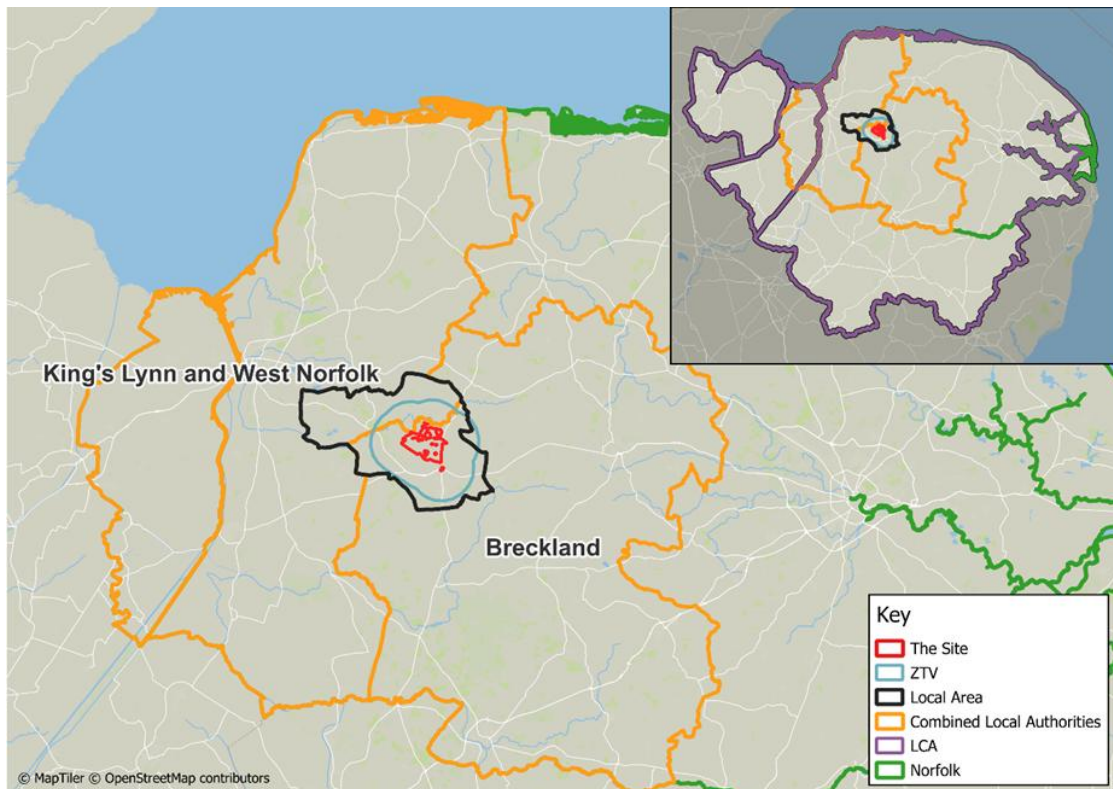 King's Lynn and West Norfolk
Breckland
Key
The Site
ZTV
Local Area
Combined Local Authorities
LCA
Norfolk
© MapTiler © OpenStreetMap contributors